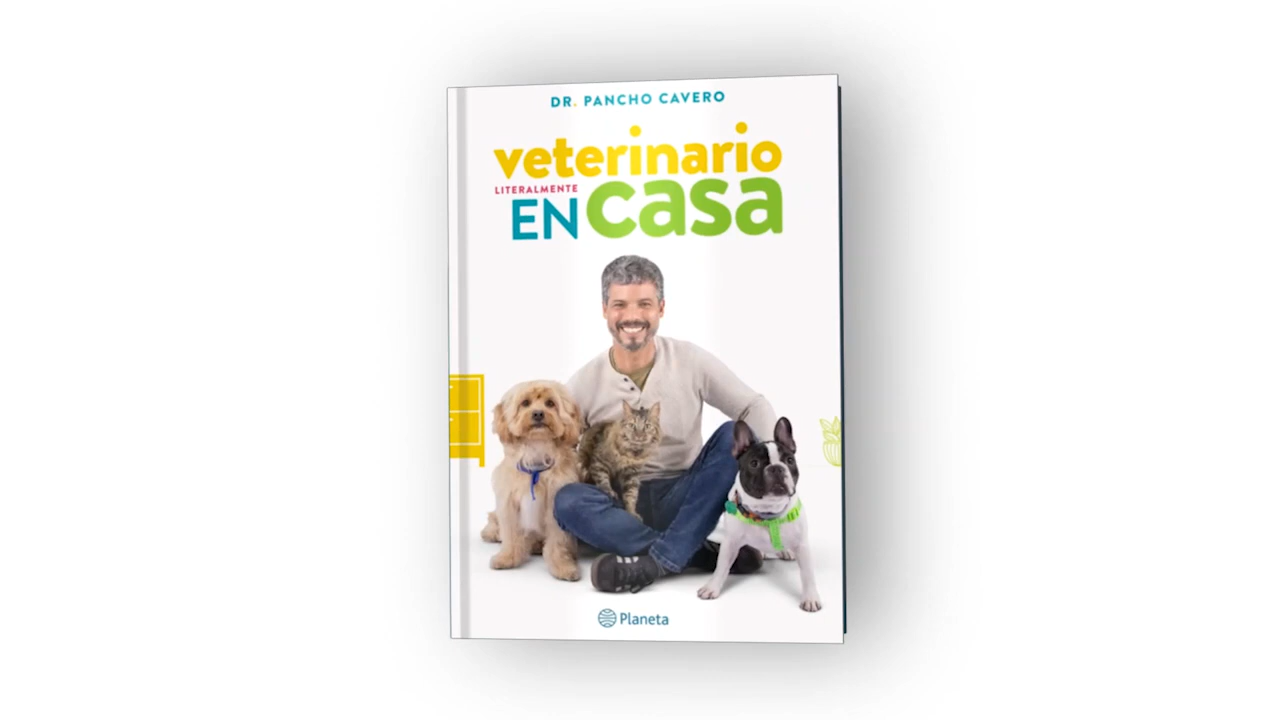 DR. PANCHO CAVERO
veterinario
LITERALMENTE
EN casa
Planeta